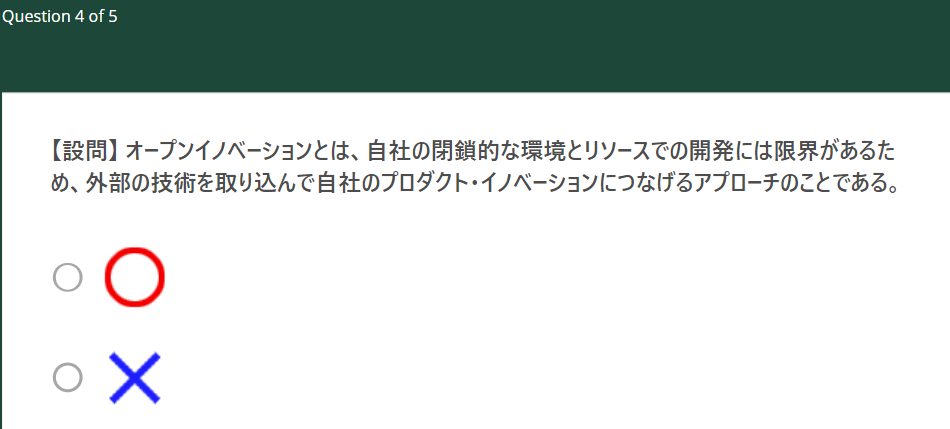 Question 4 of 5
【設問】オープンイノベーションとは、自社の閉鎖的な環境とリソースでの開発には限界があるた
め、外部の技術を取り込んで自社のプロダクト・イノベーションにつなげるアプローチのことである。